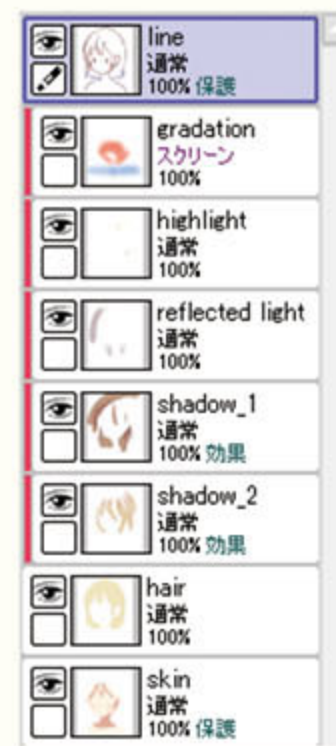 line
通常
100% 保護
gradation
スクリーン
100%
highlight
通常
100%
reflected light
通常
100%
shadow_1
通常
100% 効果
shadow_2
通常
100% 効果
hair
通常
100%
skin
通常
100% 保護